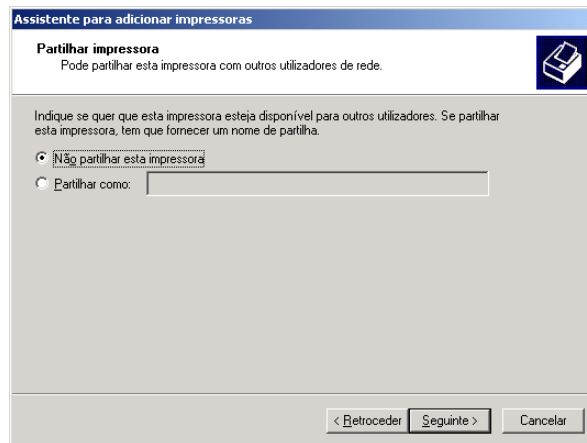 Assistente para adicionar impressoras
Partilhar impressora
Pode partilhar esta impressora com outros utilizadores de rede.
Indique se quer que esta impressora esteja disponível para outros utilizadores. Se partilhar
esta impressora, tem que fornecer um nome de partilha.
Não partilhar esta impressora
Partilhar como:
< Retroceder Seguinte > Cancelar